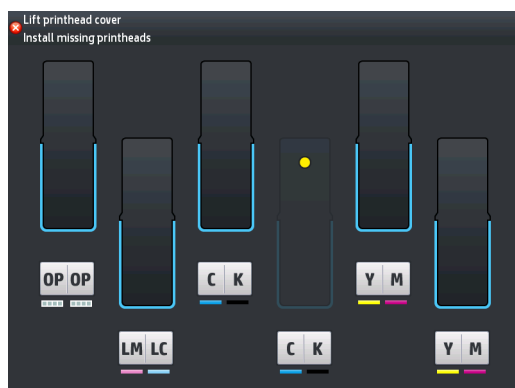 Lift printhead cover
Install missing printheads
OP OP
C K
Y M
LM LC
C K
Y M